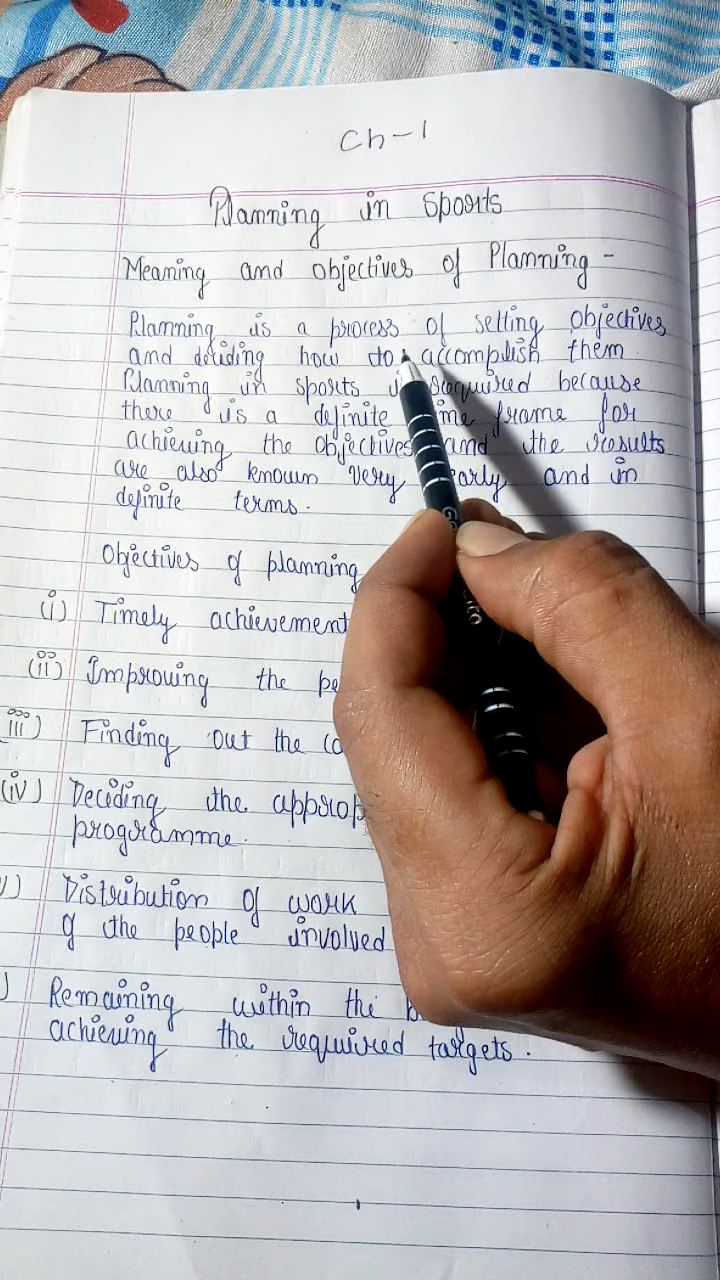 Ch-1
Planning in Sports
Meaning and objectives of Planning -
Planning is a process of setting objectives
and deciding how to accomplish them
Planning in sports required because
there is a definite frame for
achieving the objectives and the results
are also known very and in
definite terms.
Objectives of planning
(i) Timely achievement
(ii) Improving the
(iii) Finding out the
(iv) Deciding the
programme.
Distribution of work
of the people involved
Remaining within the
achieving the required targets.